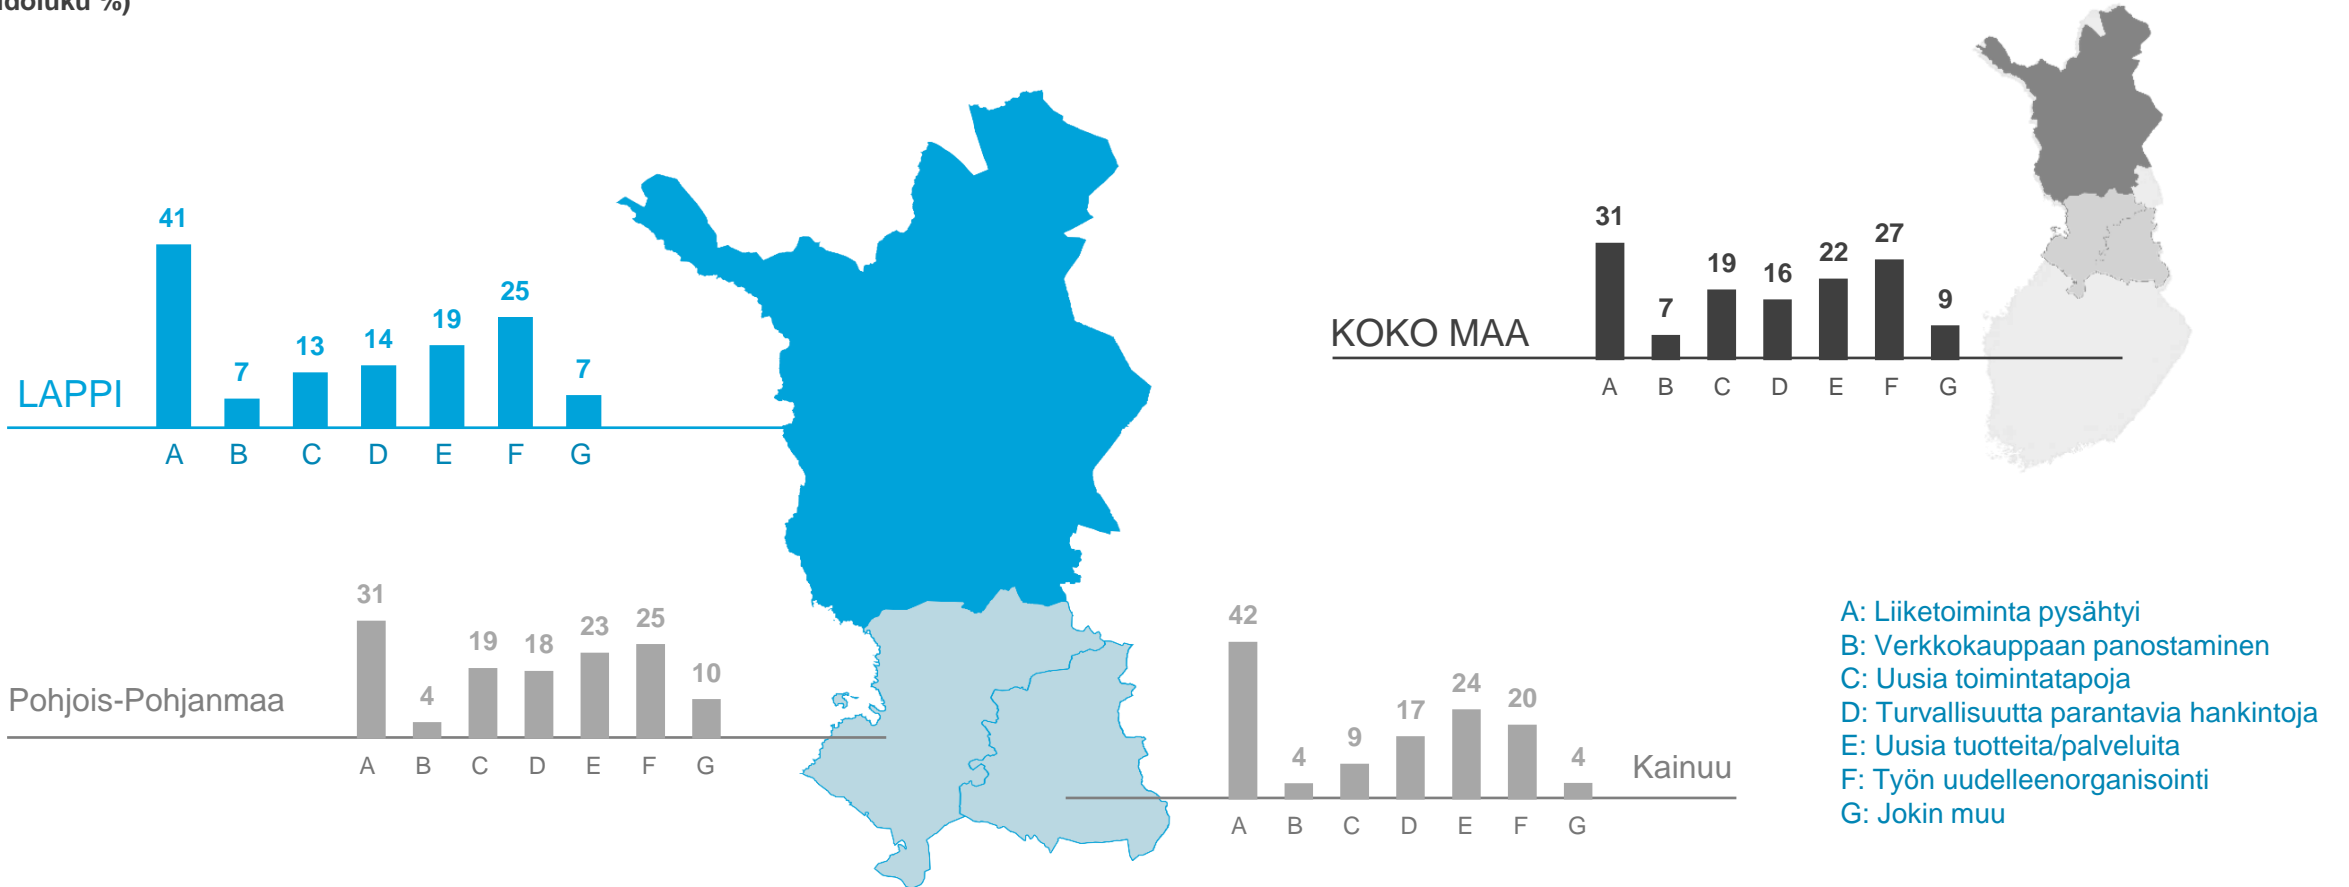 %)
LAPPI
41 7 13 14 19 25 7
A B C D E F G
KOKO MAA
31 7 19 16 22 27 9
A B C D E F G
Pohjois-Pohjanmaa
31 4 19 18 23 25 10
A B C D E F G
Kainuu
42 4 9 17 24 20 4
A B C D E F G
A: Liiketoiminta pysähtyi
B: Verkkokauppaan panostaminen
C: Uusia toimintatapoja
D: Turvallisuutta parantavia hankintoja
E: Uusia tuotteita/palveluita
F: Työn uudelleenorganisointi
G: Jokin muu